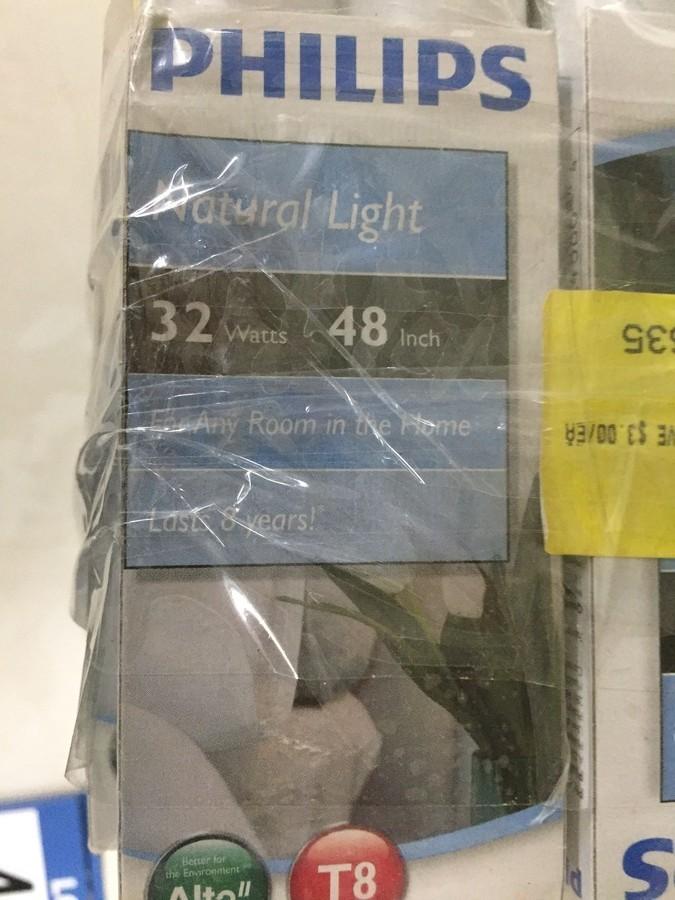 PHILIPS
Natural Light
32 Watts 48 Inch
For Any Room in the Home
Lasts 8 years!*
Better for
the Environment
Alto II
T8
VE $3.00/EA